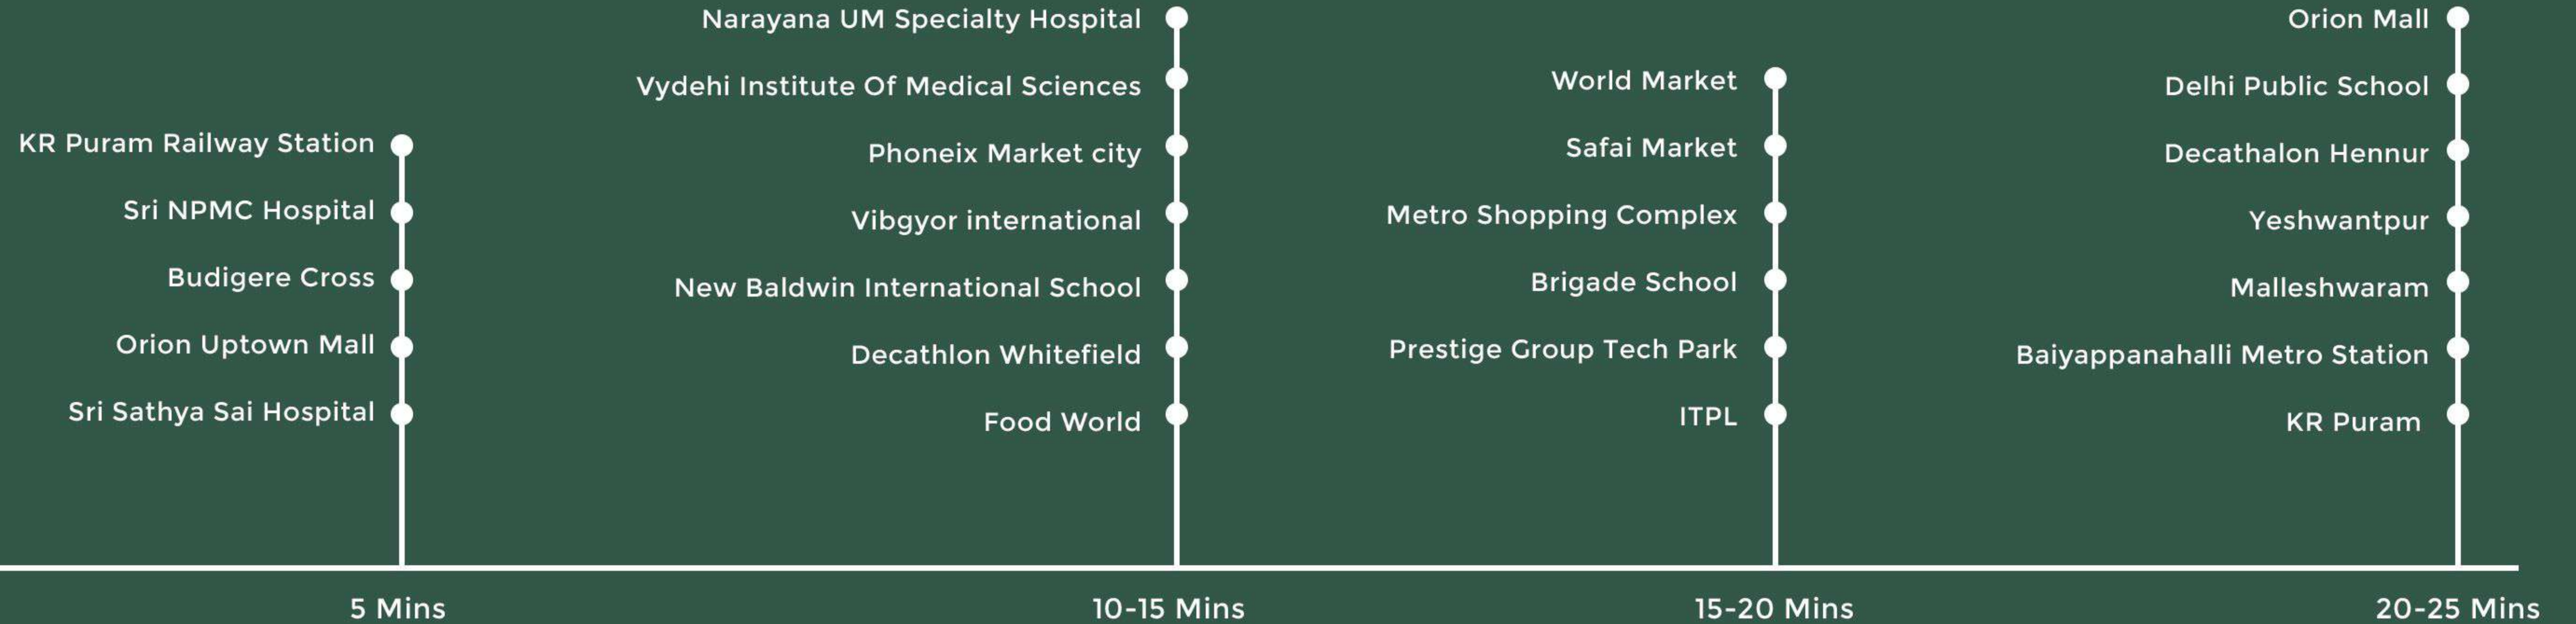 KR Puram Railway Station
Sri NPMC Hospital
Budigere Cross
Orion Uptown Mall
Sri Sathya Sai Hospital
5 Mins
Narayana UM Specialty Hospital
Vydehi Institute Of Medical Sciences
Phoneix Market city
Vibgyor international
New Baldwin International School
Decathlon Whitefield
Food World
10-15 Mins
World Market
Safai Market
Metro Shopping Complex
Brigade School
Prestige Group Tech Park
ITPL
15-20 Mins
Orion Mall
Delhi Public School
Decathalon Hennur
Yeshwantpur
Malleshwaram
Baiyappanahalli Metro Station
KR Puram
20-25 Mins